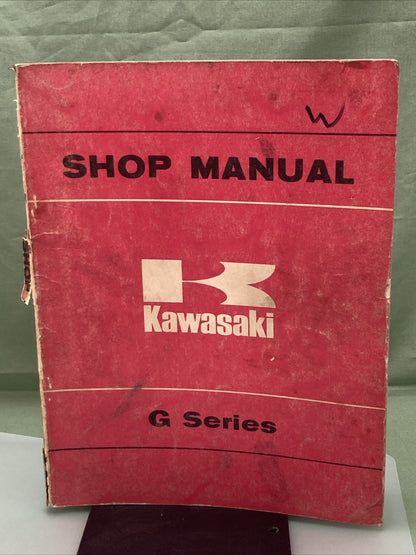 W
SHOP MANUAL
Kawasaki
G Series